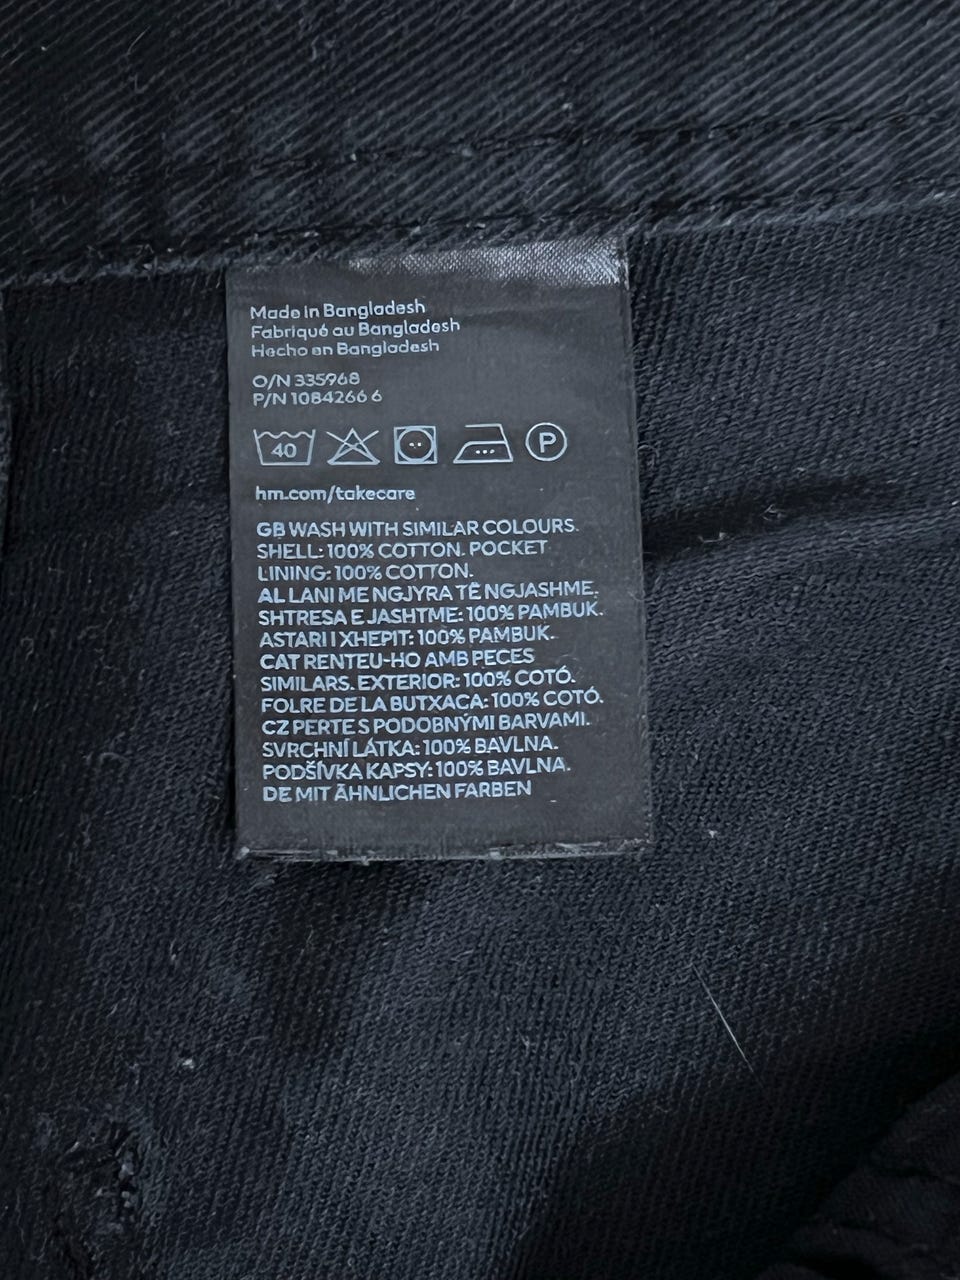 Made in Bangladesh
Fabriqué au Bangladesh
Hecho en Bangladesh
O/N 335968
P/N 1084266 6
40 P
hm.com/takecare
GB WASH WITH SIMILAR COLOURS.
SHELL: 100% COTTON. POCKET
LINING: 100% COTTON.
AL LANI ME NGJYRA TË NGJASHME.
SHTRESA E JASHTME: 100% PAMBUK.
ASTARI I XHEPIT: 100% PAMBUK.
CAT RENTEU-HO AMB PECES
SIMILARS. EXTERIOR: 100% COTÓ.
FOLRE DE LA BUTXACA: 100% COTÓ.
CZ PERTE S PODOBNÝMI BARVAMI.
SVRCHNÍ LÁTKA: 100% BAVLNA.
PODŠÍVKA KAPSY: 100% BAVLNA.
DE MIT ÄHNLICHEN FARBEN